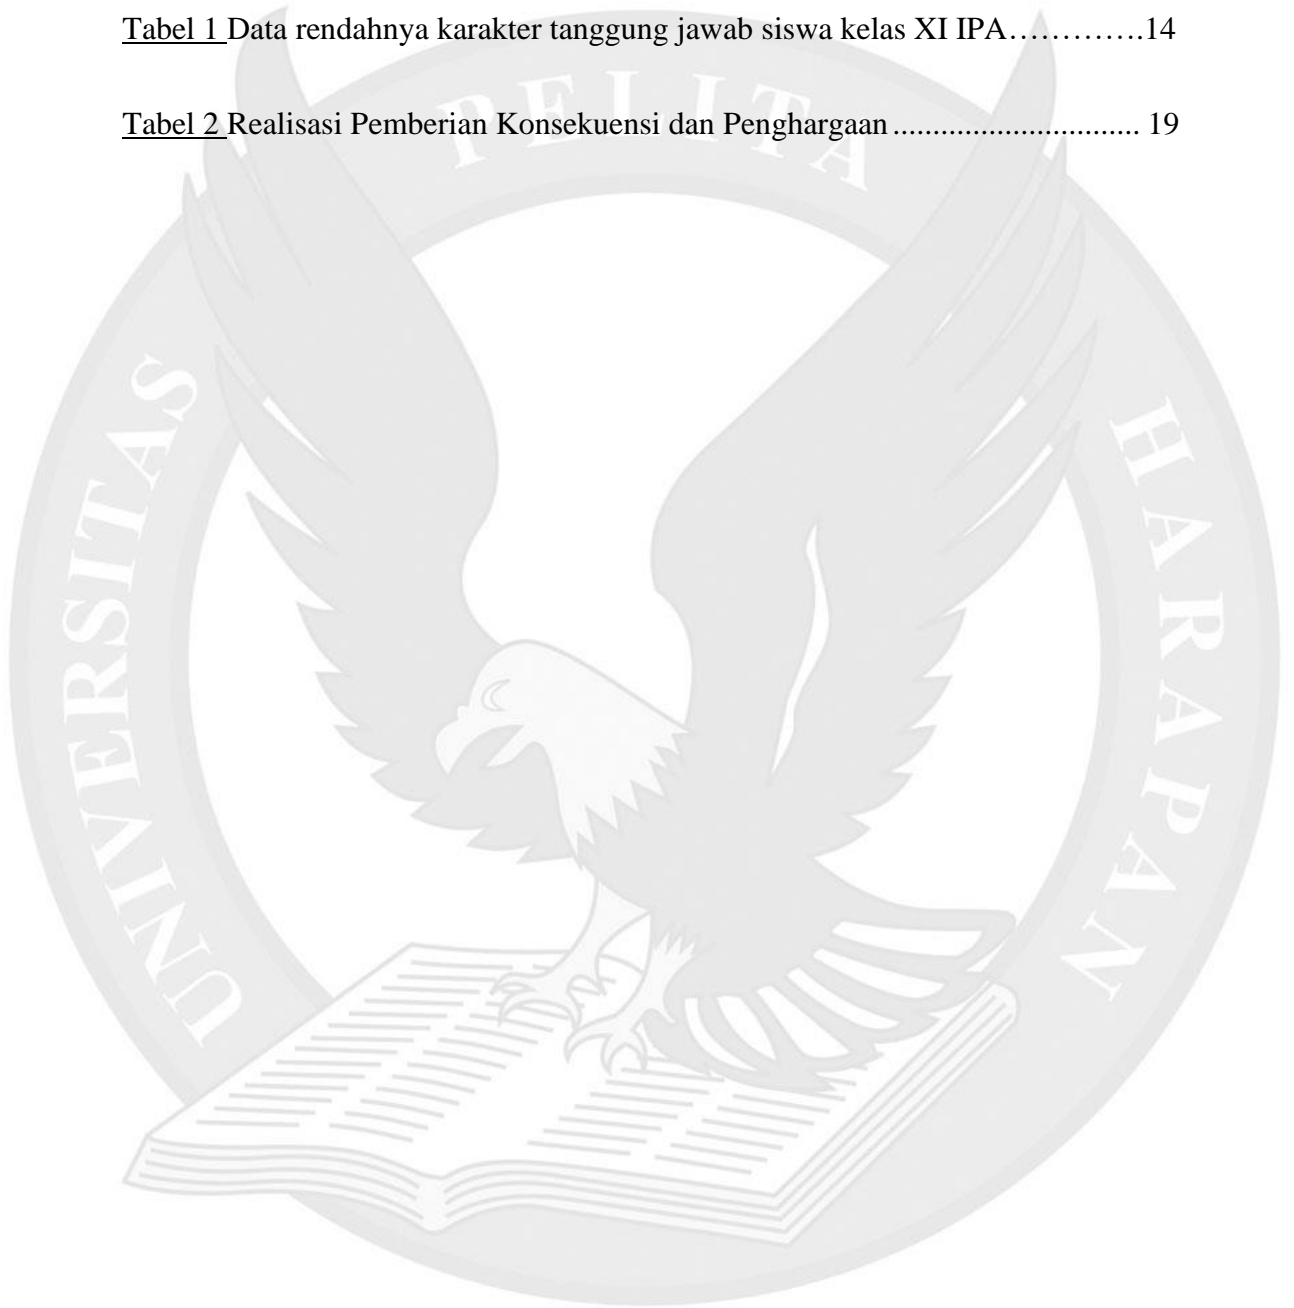 Tabel 1 Data rendahnya karakter tanggung jawab siswa kelas XI IPA………….14
Tabel 2 Realisasi Pemberian Konsekuensi dan Penghargaan ............................... 19
UNIVERSITAS PELITA HARAPAN